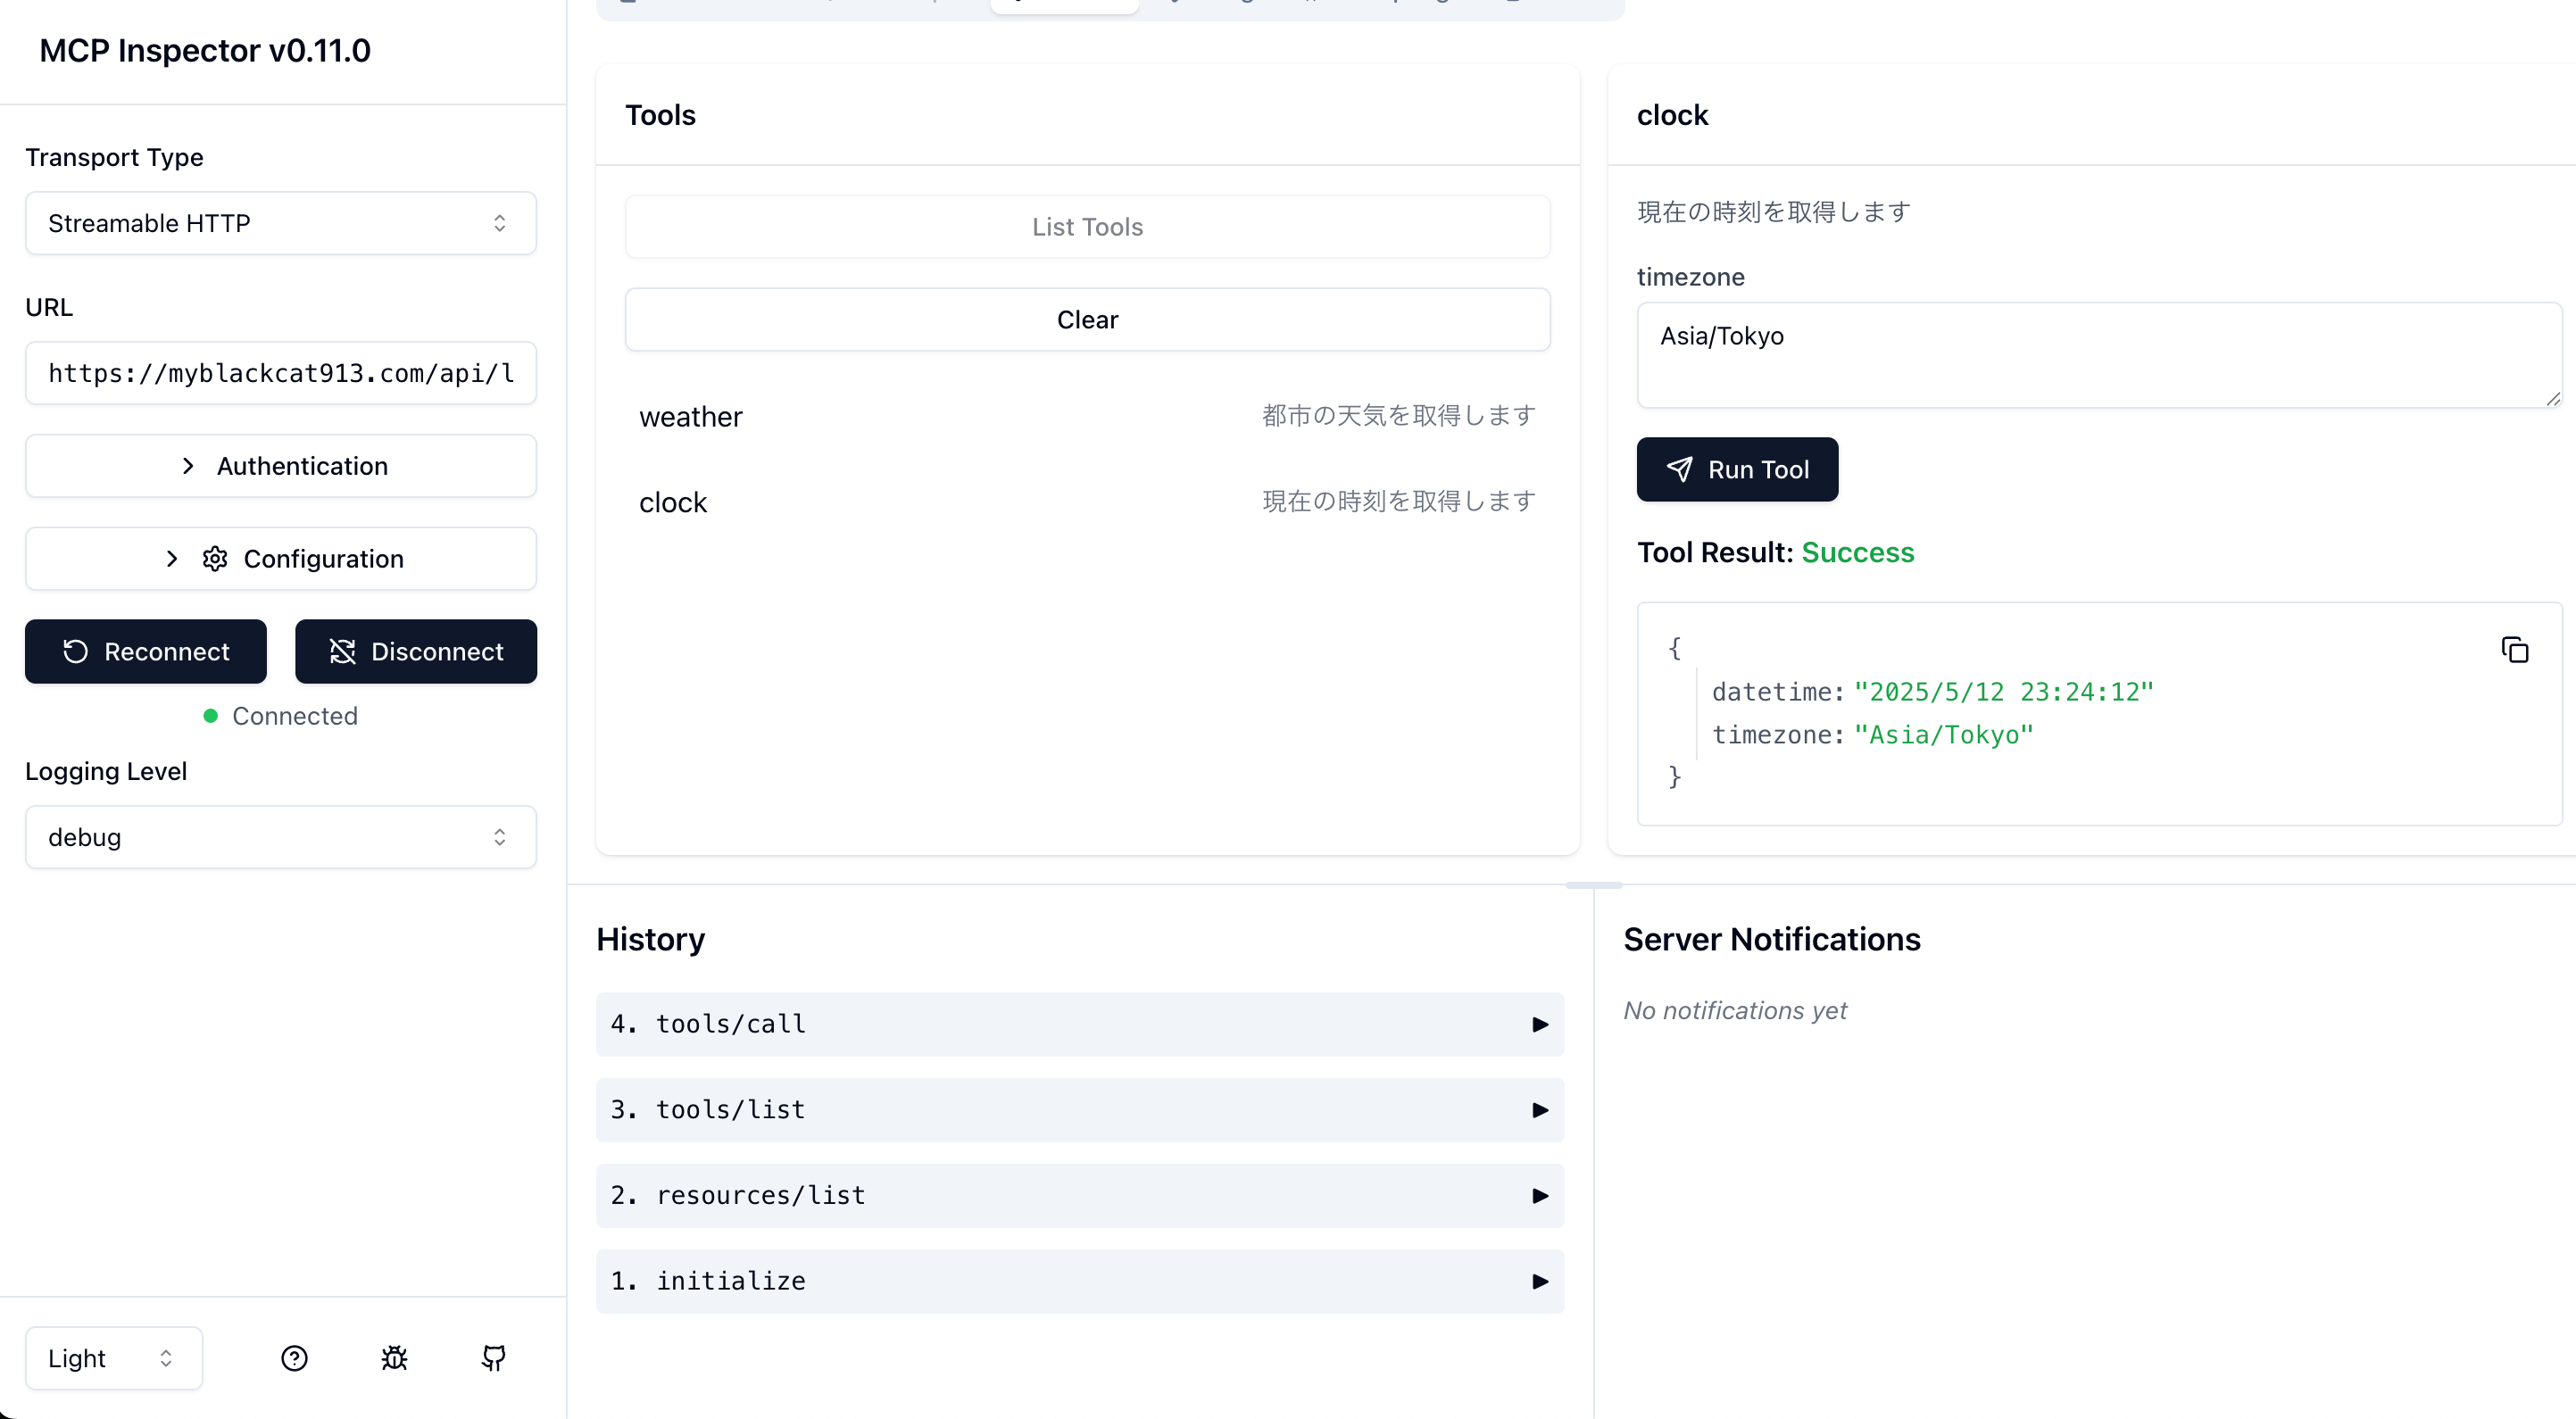 MCP Inspector v0.11.0
Transport Type
Streamable HTTP
URL
https://myblackcat913.com/api/l
Authentication
Configuration
Reconnect
Disconnect
Connected
Logging Level
debug
Light
Tools
List Tools
Clear
weather 都市の天気を取得します
clock 現在の時刻を取得します
clock
現在の時刻を取得します
timezone
Asia/Tokyo
Run Tool
Tool Result: Success
{
datetime: "2025/5/12 23:24:12"
timezone: "Asia/Tokyo"
}
History
4. tools/call
3. tools/list
2. resources/list
1. initialize
Server Notifications
No notifications yet